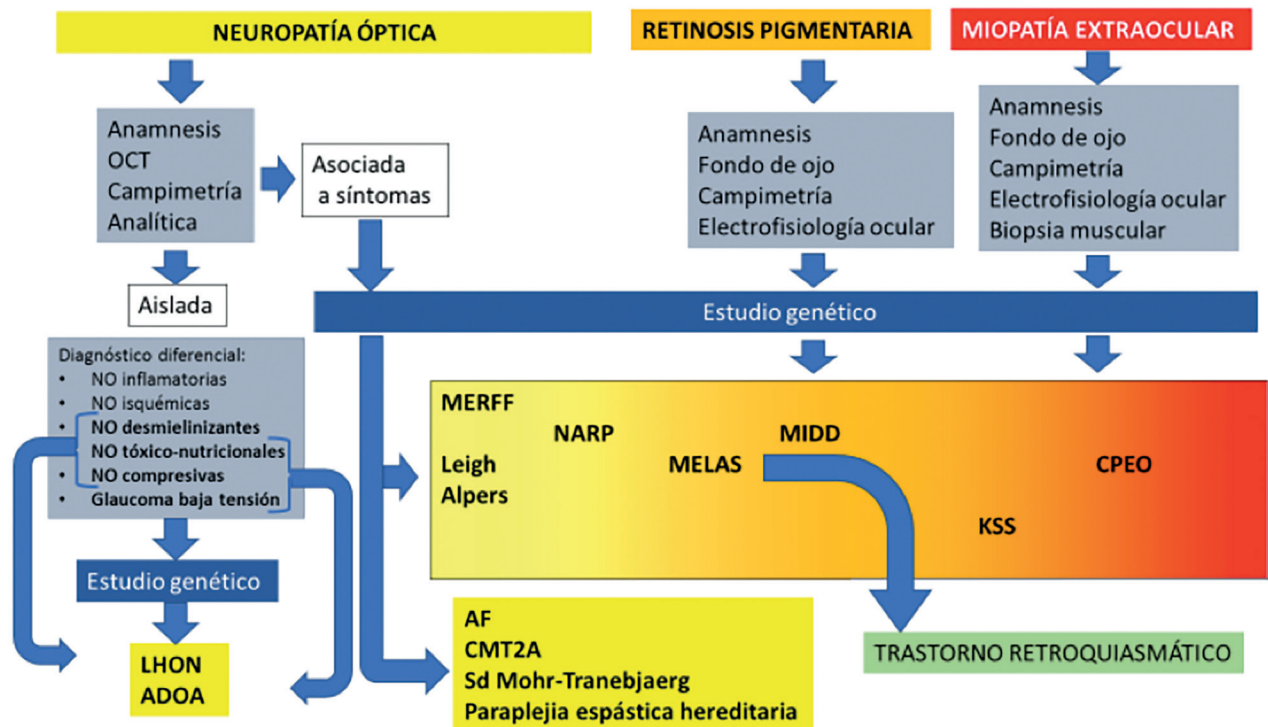 NEUROPATÍA ÓPTICA
RETINOSIS PIGMENTARIA
MIOPATÍA EXTRAOCULAR
Anamnesis
OCT
Campimetría
Analítica
Asociada
a síntomas
Anamnesis
Fondo de ojo
Campimetría
Electrofisiología ocular
Anamnesis
Fondo de ojo
Campimetría
Electrofisiología ocular
Biopsia muscular
Aislada
Estudio genético
Diagnóstico diferencial:
• NO inflamatorias
• NO isquémicas
• NO desmielinizantes
• NO tóxico-nutricionales
• NO compresivas
• Glaucoma baja tensión
MERFF
NARP
MIDD
Leigh
MELAS
CPEO
Alpers
KSS
Estudio genético
LHON
ADOA
AF
CMT2A
Sd Mohr-Tranebjaerg
Paraplejia espástica hereditaria
TRASTORNO RETROQUIASMÁTICO